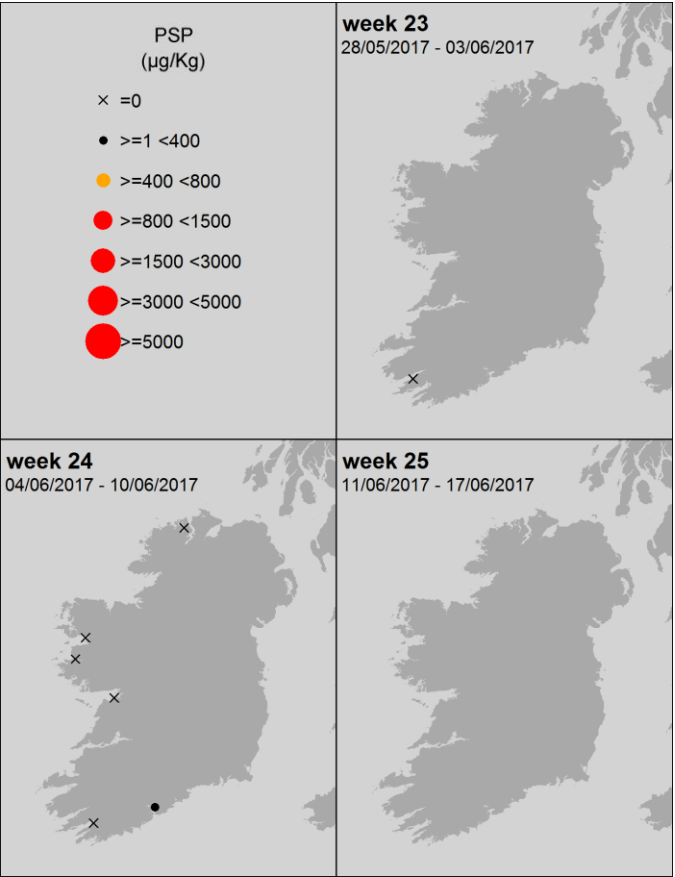 PSP
(µg/Kg)
=0
>=1 <400
>=400 <800
>=800 <1500
>=1500 <3000
>=3000 <5000
>=5000
week 23
28/05/2017 - 03/06/2017
week 24
04/06/2017 - 10/06/2017
week 25
11/06/2017 - 17/06/2017